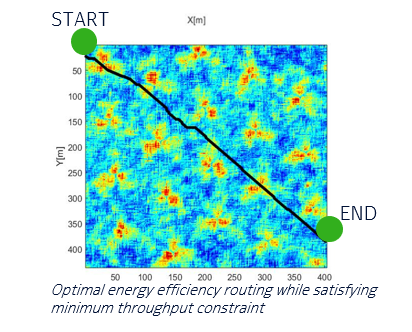 START
X[m]
50
100
150
200
250
300
350
400
Y[m]
END
50 100 150 200 250 300 350 400
Optimal energy efficiency routing while satisfying
minimum throughput constraint